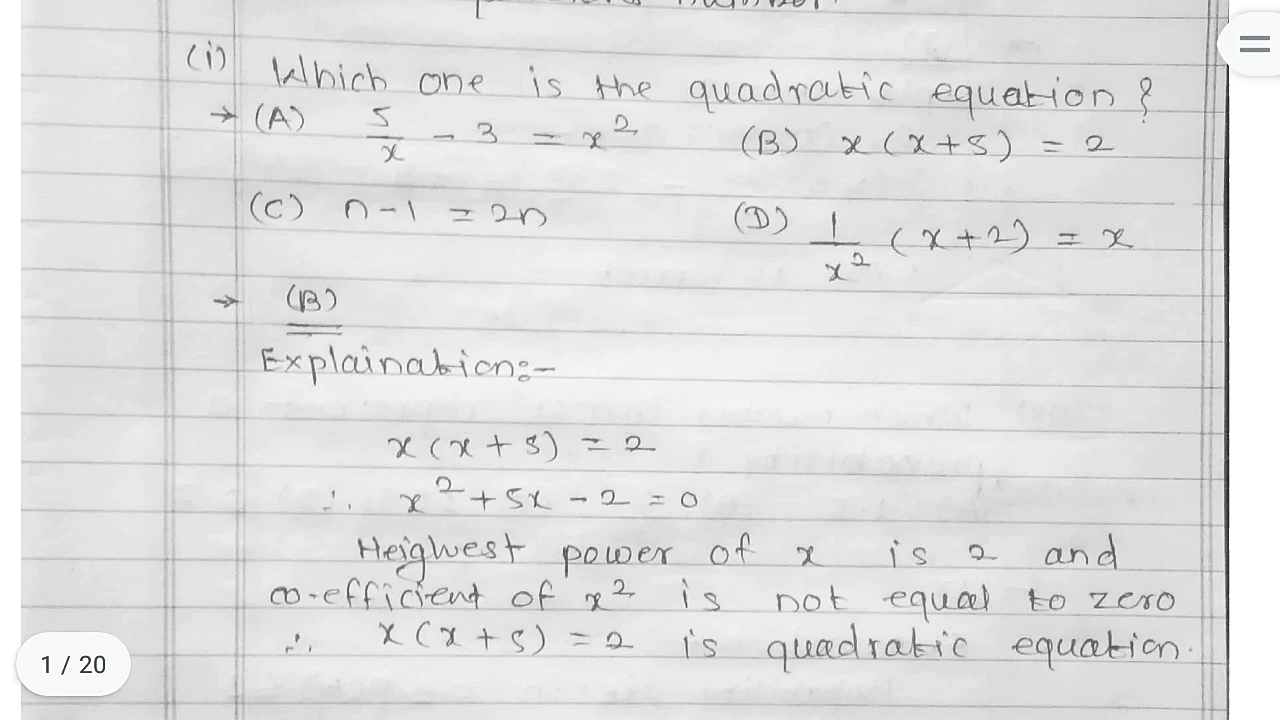 (i) Which one is the quadratic equation ?
→ (A) 5/x - 3 = x² (B) x(x+5) = 2
(C) n-1 = 2n (D) 1/x² (x+2) = x
→ (B)
Explaination:-
x(x+5) = 2
∴ x² + 5x - 2 = 0
Heighest power of x is 2 and
co-efficient of x² is not equal to zero
∴ x(x+5) = 2 is quadratic equation.
1 / 20